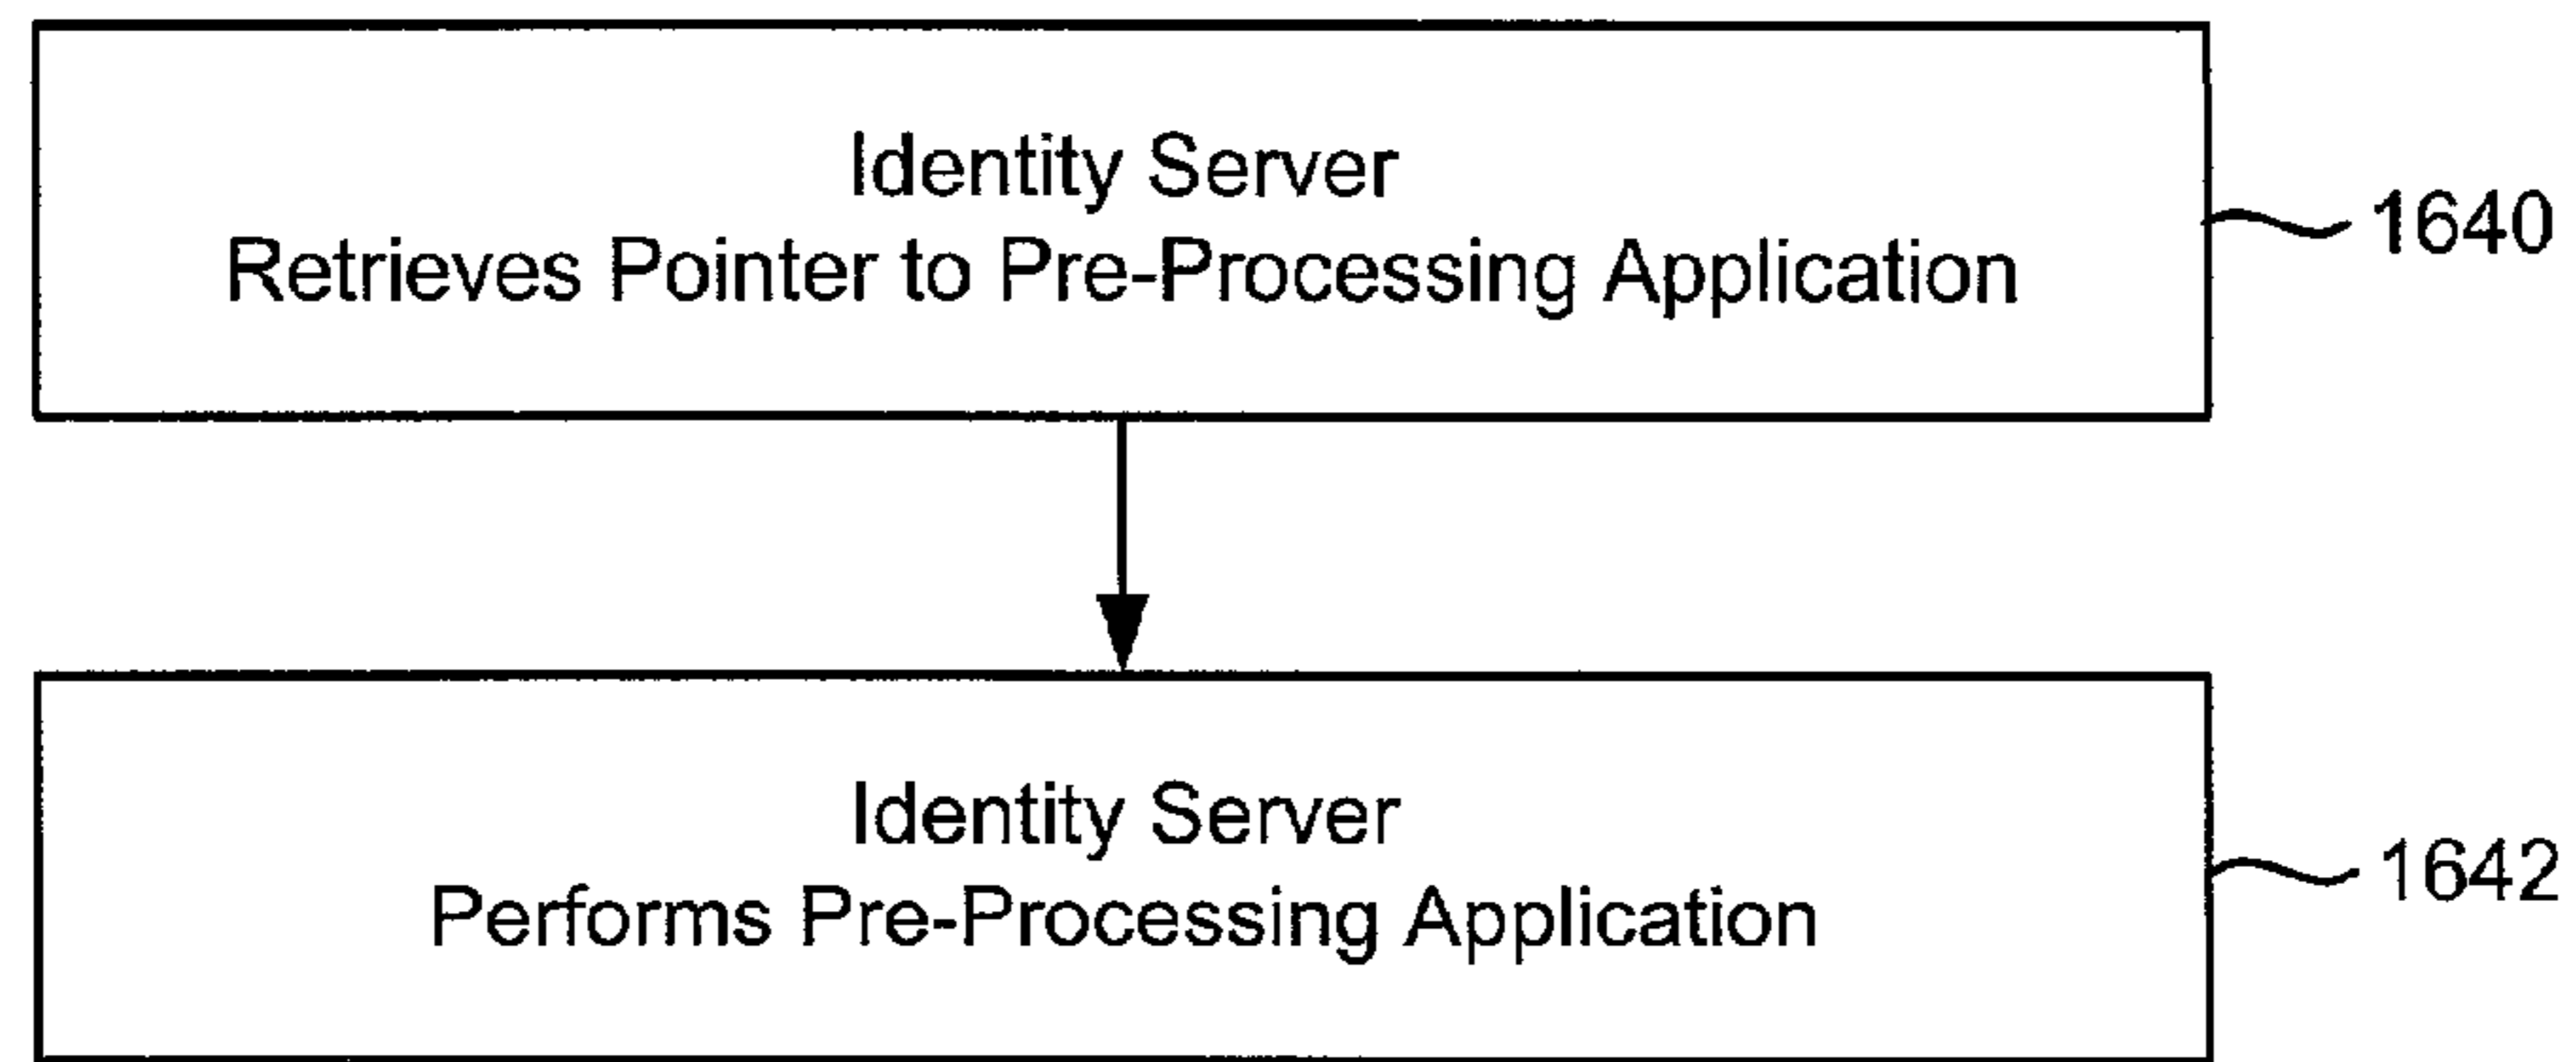 Identity Server
Retrieves Pointer to Pre-Processing Application
1640
Identity Server
Performs Pre-Processing Application
1642